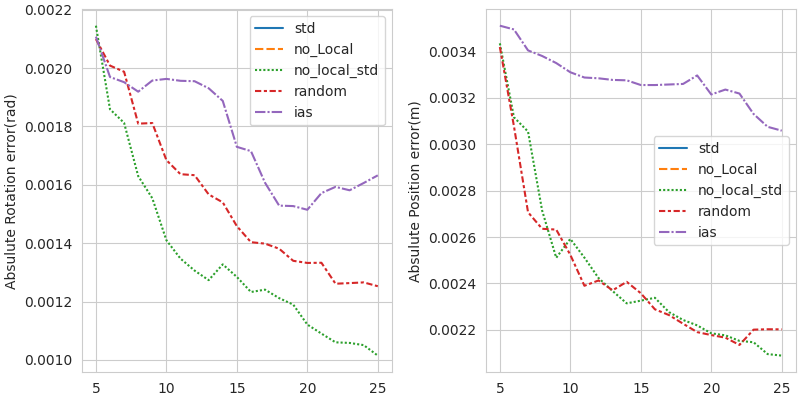 Absulute Rotation error(rad)
0.0022
0.0020
0.0018
0.0016
0.0014
0.0012
0.0010
5 10 15 20 25
std
no_Local
no_local_std
random
ias
Absulute Position error(m)
0.0034
0.0032
0.0030
0.0028
0.0026
0.0024
0.0022
5 10 15 20 25
std
no_Local
no_local_std
random
ias